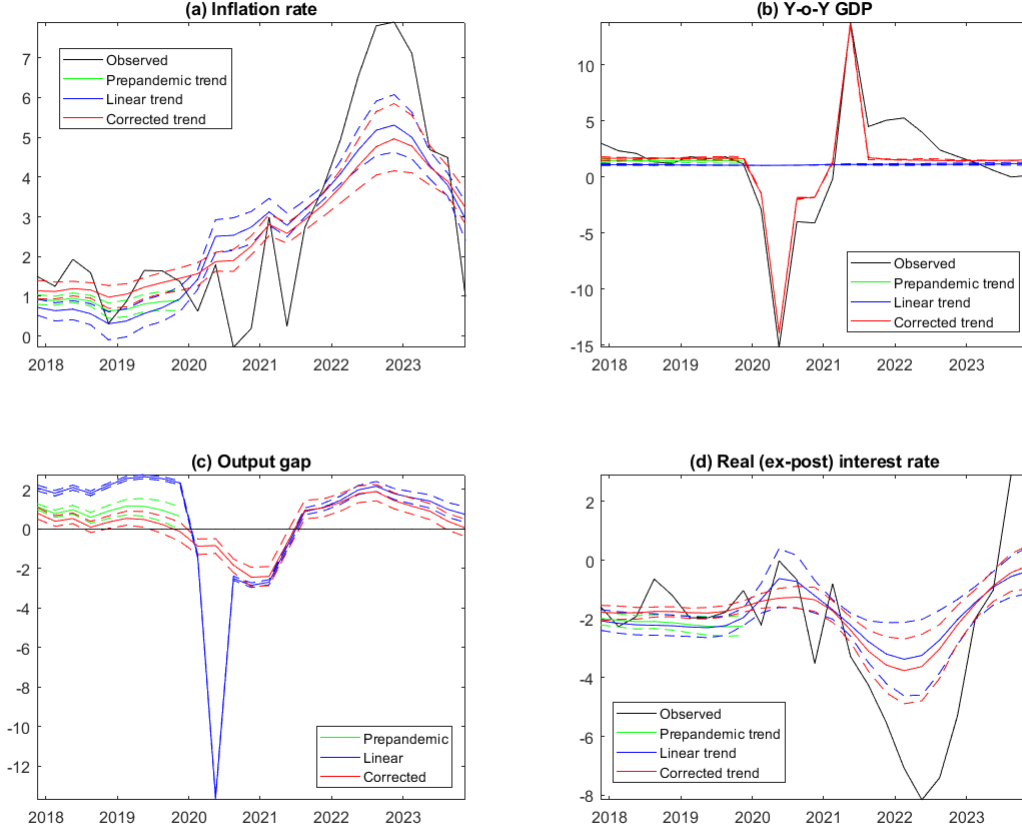 (a) Inflation rate
7
6
5
4
3
2
1
0
2018 2019 2020 2021 2022 2023
Observed
Prepandemic trend
Linear trend
Corrected trend
(b) Y-o-Y GDP
10
5
0
-5
-10
-15
2018 2019 2020 2021 2022 2023
Observed
Prepandemic trend
Linear trend
Corrected trend
(c) Output gap
2
0
-2
-4
-6
-8
-10
-12
2018 2019 2020 2021 2022 2023
Prepandemic
Linear
Corrected
(d) Real (ex-post) interest rate
2
0
-2
-4
-6
-8
2018 2019 2020 2021 2022 2023
Observed
Prepandemic trend
Linear trend
Corrected trend